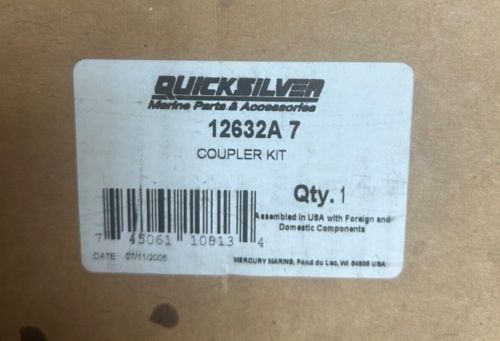 QUICKSILVER
Marine Parts & Accessories
12632A 7
COUPLER KIT
Qty. 1
Assembled in USA with Foreign and
Domestic Components
7 45061 10813 4
DATE 07/11/2006
MERCURY MARINE, Fond du Lac, WI 54935 USA